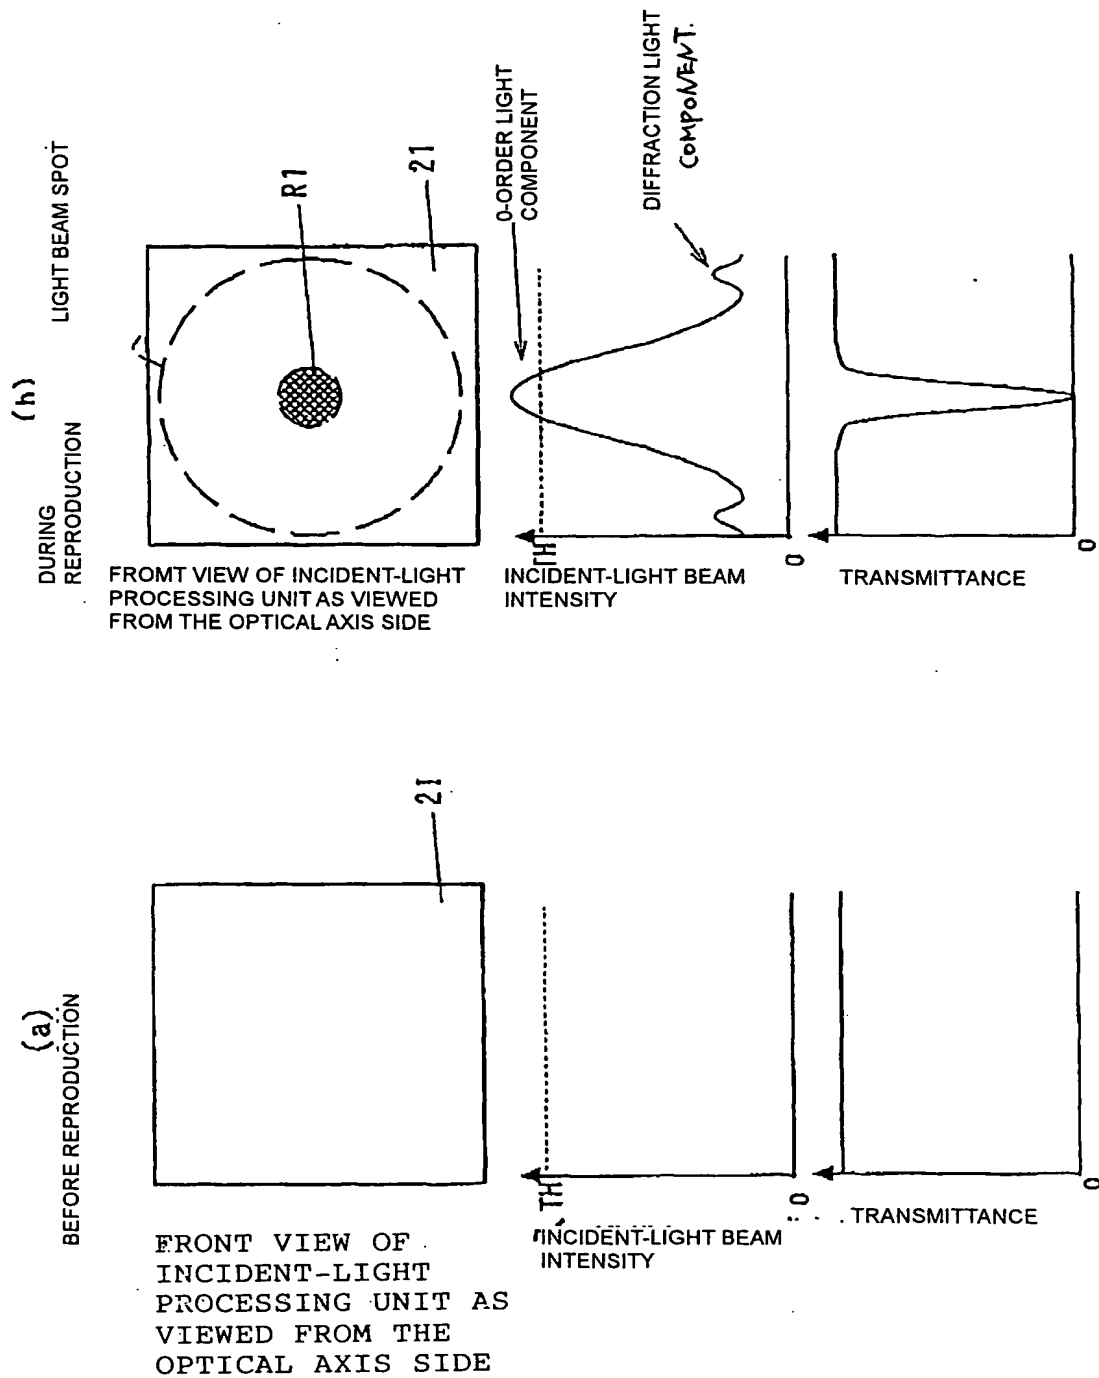 (a)
BEFORE REPRODUCTION
FRONT VIEW OF
INCIDENT-LIGHT
PROCESSING UNIT AS
VIEWED FROM THE
OPTICAL AXIS SIDE
21
TH
INCIDENT-LIGHT BEAM
INTENSITY
0
TRANSMITTANCE
0
(h)
DURING
REPRODUCTION
LIGHT BEAM SPOT
FROMT VIEW OF INCIDENT-LIGHT
PROCESSING UNIT AS VIEWED
FROM THE OPTICAL AXIS SIDE
R1
21
TH
0-ORDER LIGHT
COMPONENT
DIFFRACTION LIGHT
COMPONENT.
INCIDENT-LIGHT BEAM
INTENSITY
0
TRANSMITTANCE
0